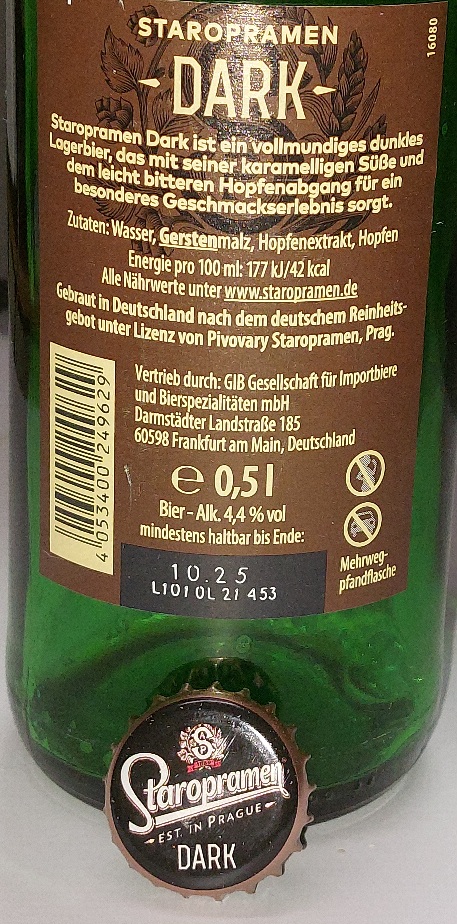 STAROPRAMEN
DARK
16080
Staropramen Dark ist ein vollmundiges dunkles
Lagerbier, das mit seiner karamelligen Süße und
dem leicht bitteren Hopfenabgang für ein
besonderes Geschmackserlebnis sorgt.
Zutaten: Wasser, Gerstenmalz, Hopfenextrakt, Hopfen
Energie pro 100 ml: 177 kJ/42 kcal
Alle Nährwerte unter www.staropramen.de
Gebraut in Deutschland nach dem deutschem Reinheits-
gebot unter Lizenz von Pivovary Staropramen, Prag.
Vertrieb durch: GIB Gesellschaft für Importbiere
und Bierspezialitäten mbH
Darmstädter Landstraße 185
60598 Frankfurt am Main, Deutschland
4 053400 249629
℮ 0,5 l
Bier - Alk. 4,4 % vol
mindestens haltbar bis Ende:
Mehrweg-
pfandflasche
10.25
L101 0L 21 453
S
Staropramen
EST. IN PRAGUE
DARK